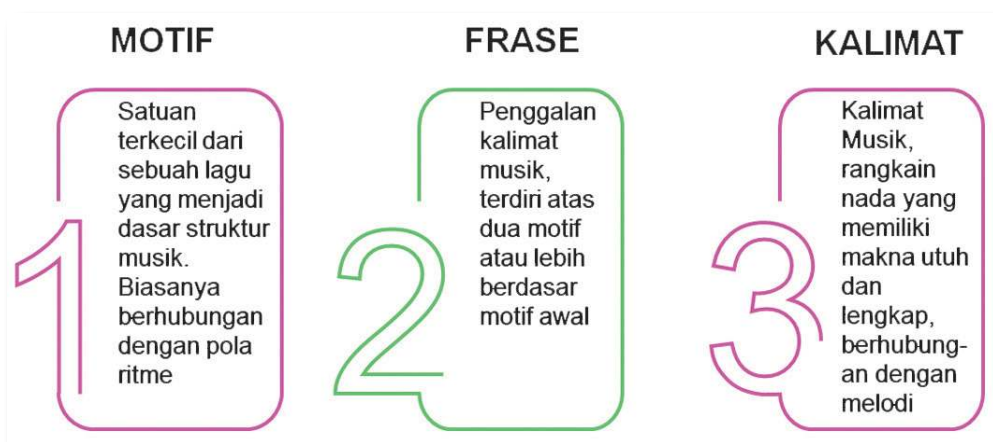 MOTIF
Satuan
terkecil dari
sebuah lagu
yang menjadi
dasar struktur
musik.
Biasanya
berhubungan
dengan pola
ritme
1
FRASE
Penggalan
kalimat
musik,
terdiri atas
dua motif
atau lebih
berdasar
motif awal
2
KALIMAT
Kalimat
Musik,
rangkain
nada yang
memiliki
makna utuh
dan
lengkap,
berhubung-
an dengan
melodi
3